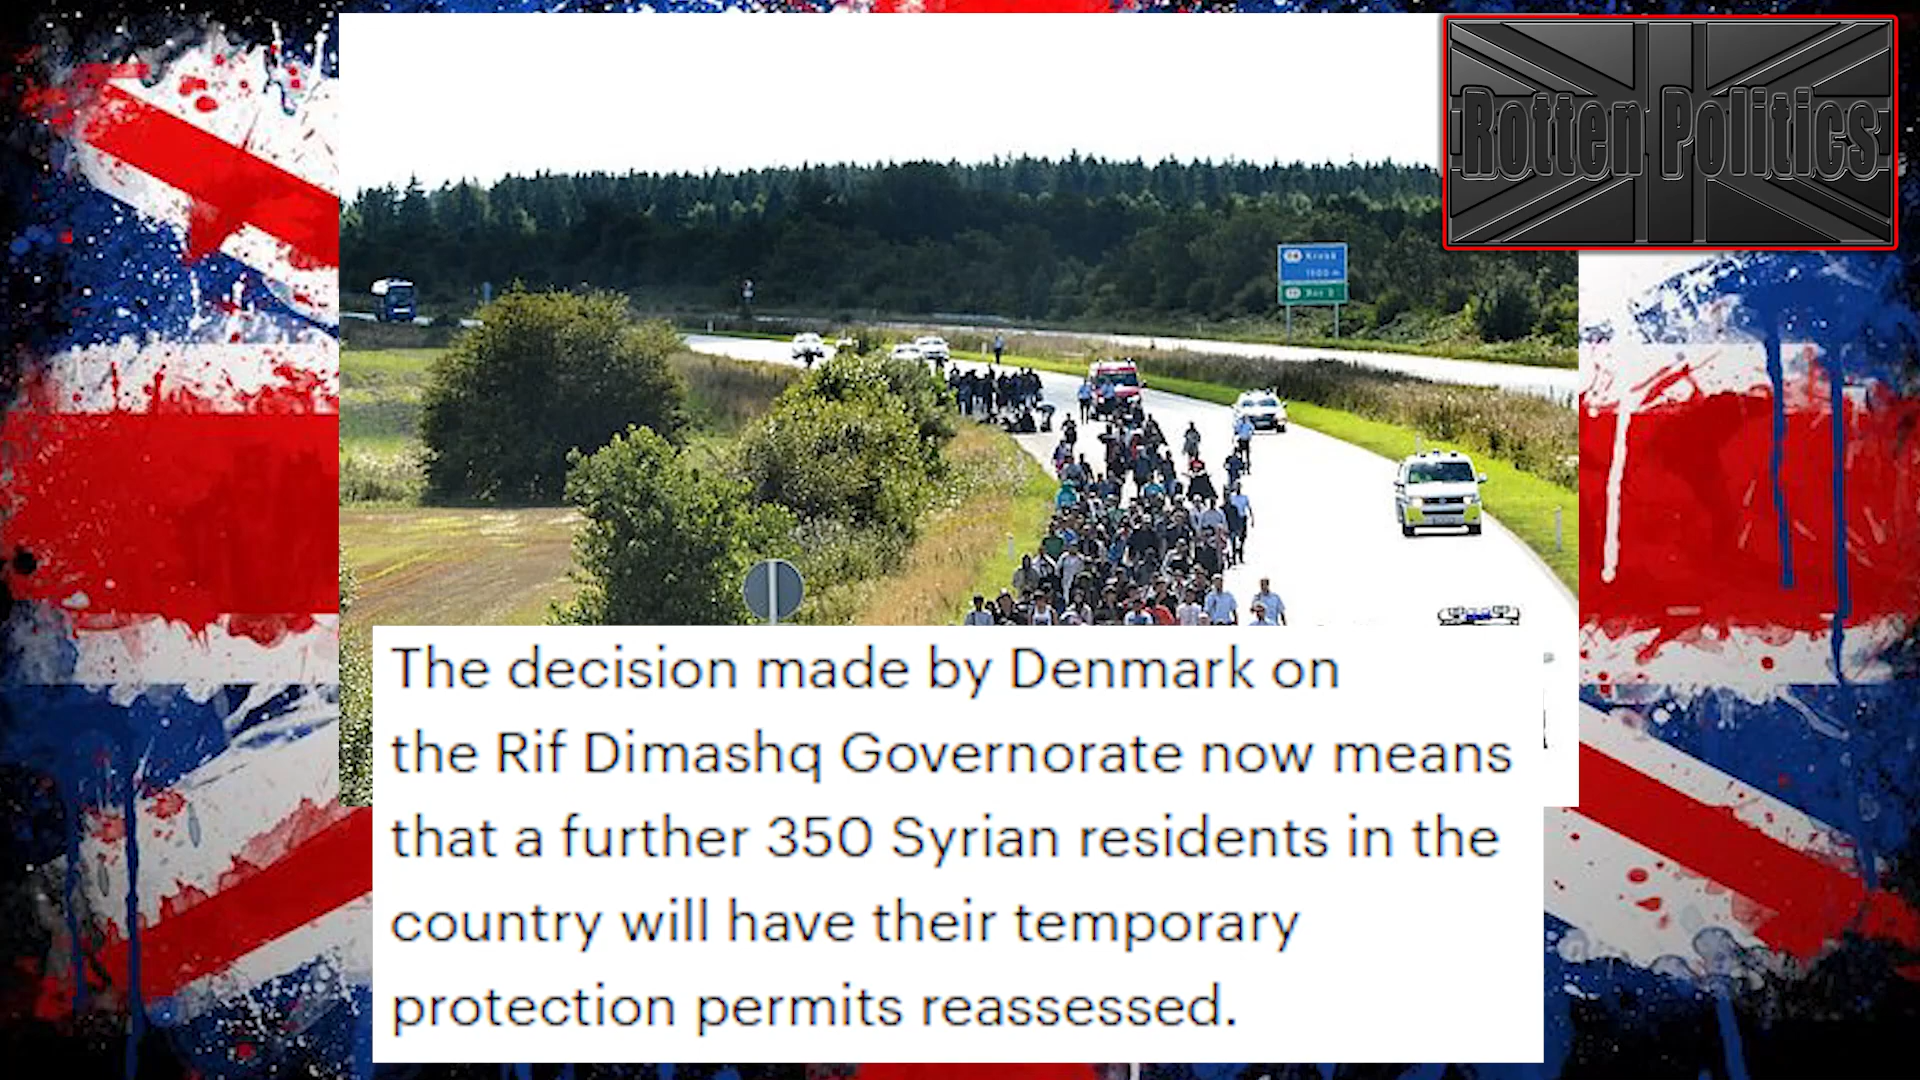 Rotten Politics
The decision made by Denmark on
the Rif Dimashq Governorate now means
that a further 350 Syrian residents in the
country will have their temporary
protection permits reassessed.